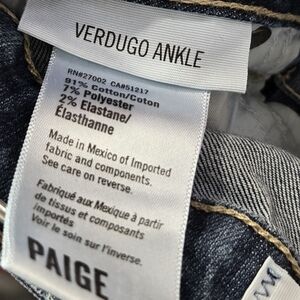 VERDUGO ANKLE
RN#27002 CA#51217
91% Cotton/Coton
7% Polyester
2% Elastane/
Élasthanne
Made in Mexico of Imported
fabric and components.
See care on reverse.
Fabriqué aux Mexique à partir
de tissus et composants
importés
Voir le soin sur l'inverse.
PAIGE